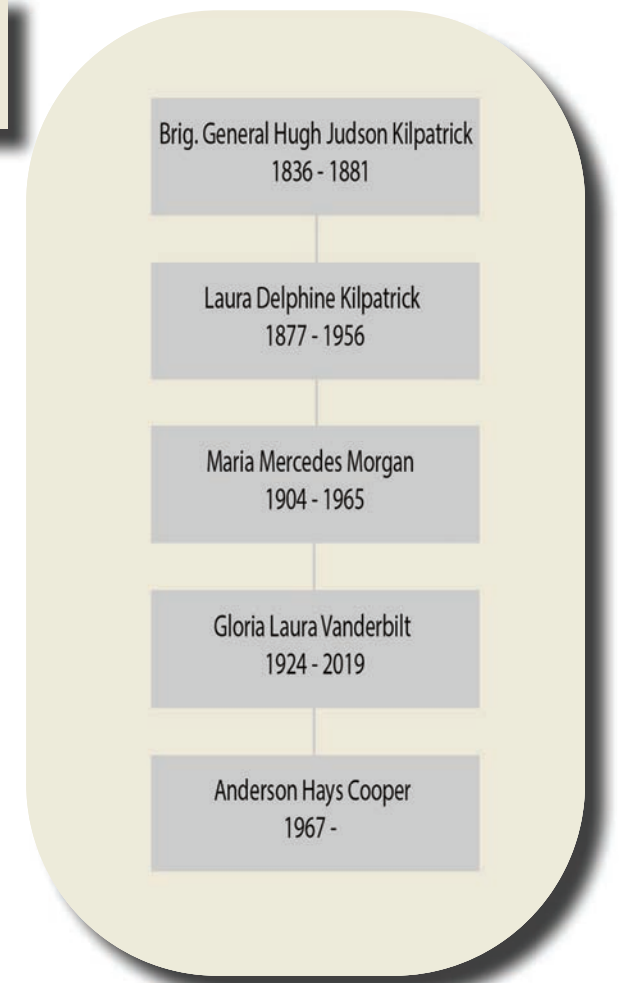 Brig. General Hugh Judson Kilpatrick
1836 - 1881
Laura Delphine Kilpatrick
1877 - 1956
Maria Mercedes Morgan
1904 - 1965
Gloria Laura Vanderbilt
1924 - 2019
Anderson Hays Cooper
1967 -